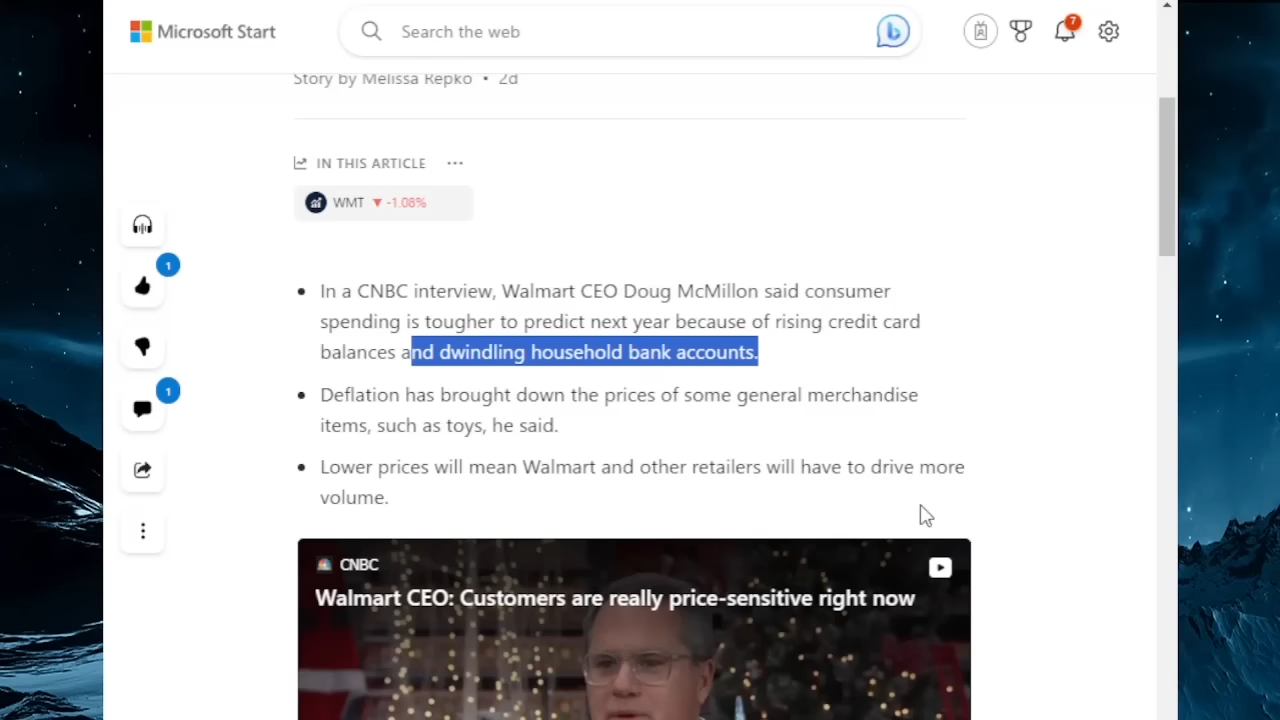 Microsoft Start
Search the web
7
Story by Melissa Repko • 2d
IN THIS ARTICLE ...
WMT ▼ -1.08%
1
1
• In a CNBC interview, Walmart CEO Doug McMillon said consumer
spending is tougher to predict next year because of rising credit card
balances and dwindling household bank accounts.
• Deflation has brought down the prices of some general merchandise
items, such as toys, he said.
• Lower prices will mean Walmart and other retailers will have to drive more
volume.
CNBC
Walmart CEO: Customers are really price-sensitive right now